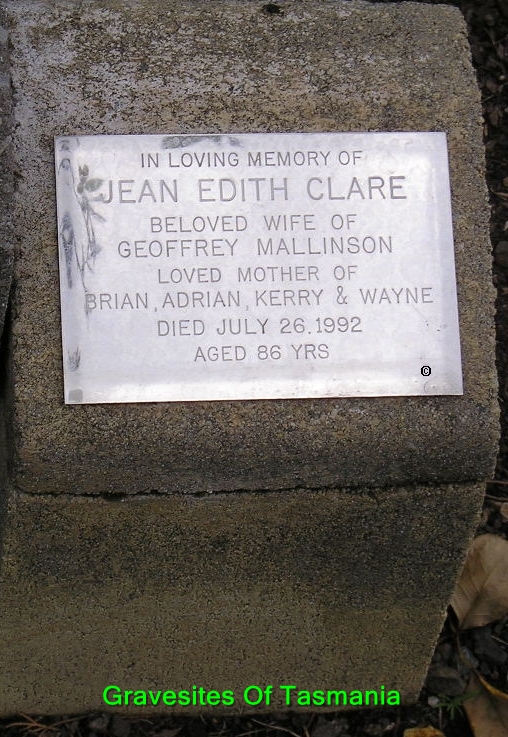 IN LOVING MEMORY OF
JEAN EDITH CLARE
BELOVED WIFE OF
GEOFFREY MALLINSON
LOVED MOTHER OF
BRIAN, ADRIAN, KERRY & WAYNE
DIED JULY 26.1992
AGED 86 YRS
©
Gravesites Of Tasmania